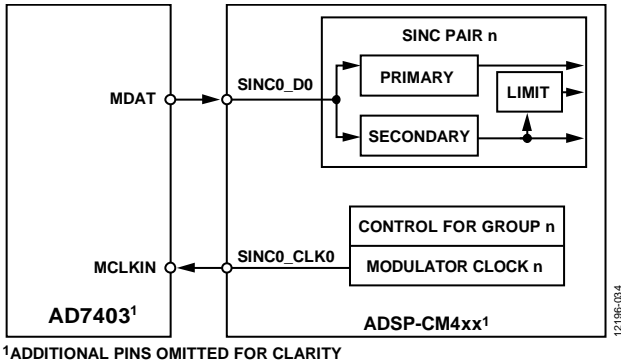 SINC PAIR n
PRIMARY
LIMIT
SECONDARY
MDAT
SINC0_D0
CONTROL FOR GROUP n
MODULATOR CLOCK n
MCLKIN
SINC0_CLK0
AD7403¹
ADSP-CM4xx¹
12196-034
¹ADDITIONAL PINS OMITTED FOR CLARITY